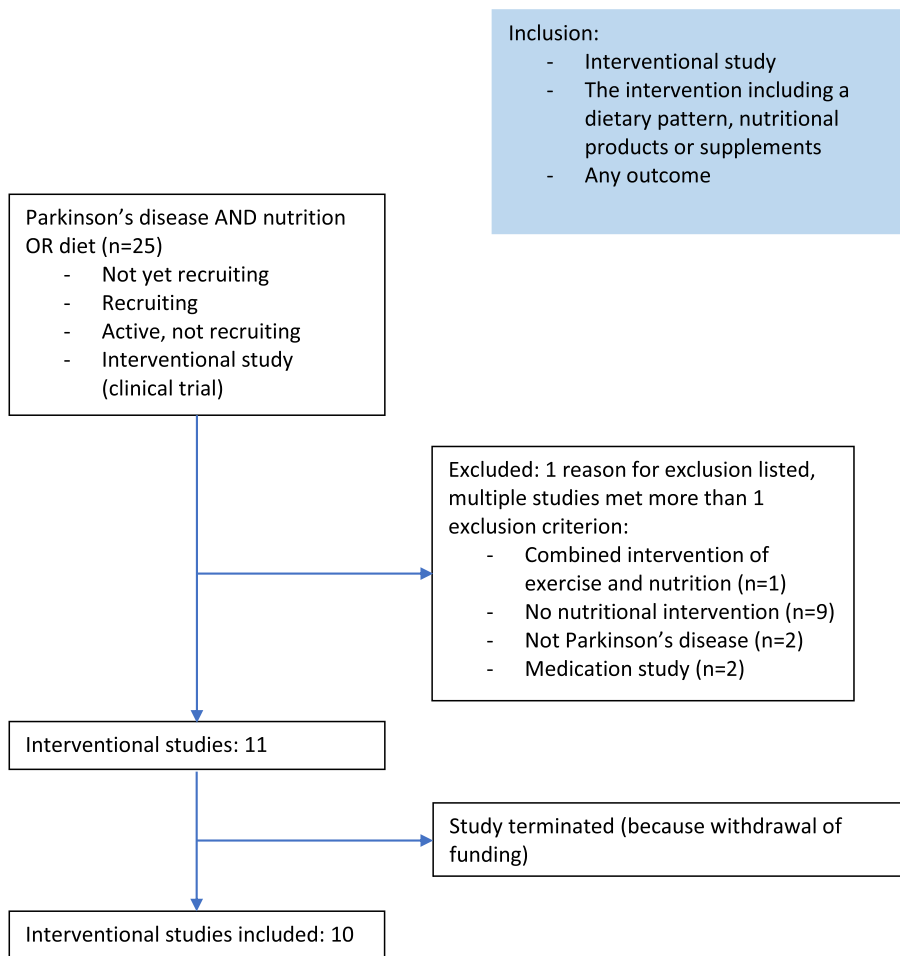 Inclusion:
- Interventional study
- The intervention including a
dietary pattern, nutritional
products or supplements
- Any outcome
Parkinson’s disease AND nutrition
OR diet (n=25)
- Not yet recruiting
- Recruiting
- Active, not recruiting
- Interventional study
(clinical trial)
Excluded: 1 reason for exclusion listed,
multiple studies met more than 1
exclusion criterion:
- Combined intervention of
exercise and nutrition (n=1)
- No nutritional intervention (n=9)
- Not Parkinson’s disease (n=2)
- Medication study (n=2)
Interventional studies: 11
Study terminated (because withdrawal of
funding)
Interventional studies included: 10